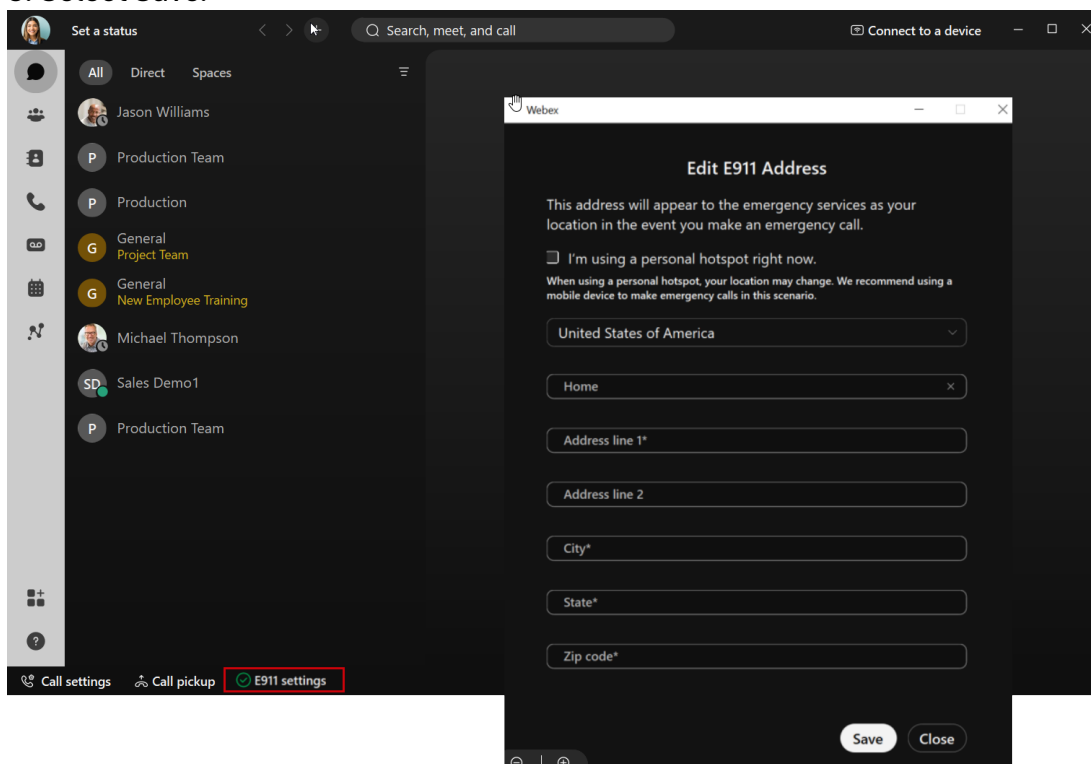 Set a status
Search, meet, and call
Connect to a device
All Direct Spaces
Jason Williams
P Production Team
P Production
G General
Project Team
G General
New Employee Training
Michael Thompson
SD Sales Demo1
P Production Team
Call settings
Call pickup
E911 settings
Webex
Edit E911 Address
This address will appear to the emergency services as your
location in the event you make an emergency call.
I'm using a personal hotspot right now.
When using a personal hotspot, your location may change. We recommend using a
mobile device to make emergency calls in this scenario.
United States of America
Home
Address line 1*
Address line 2
City*
State*
Zip code*
Save Close